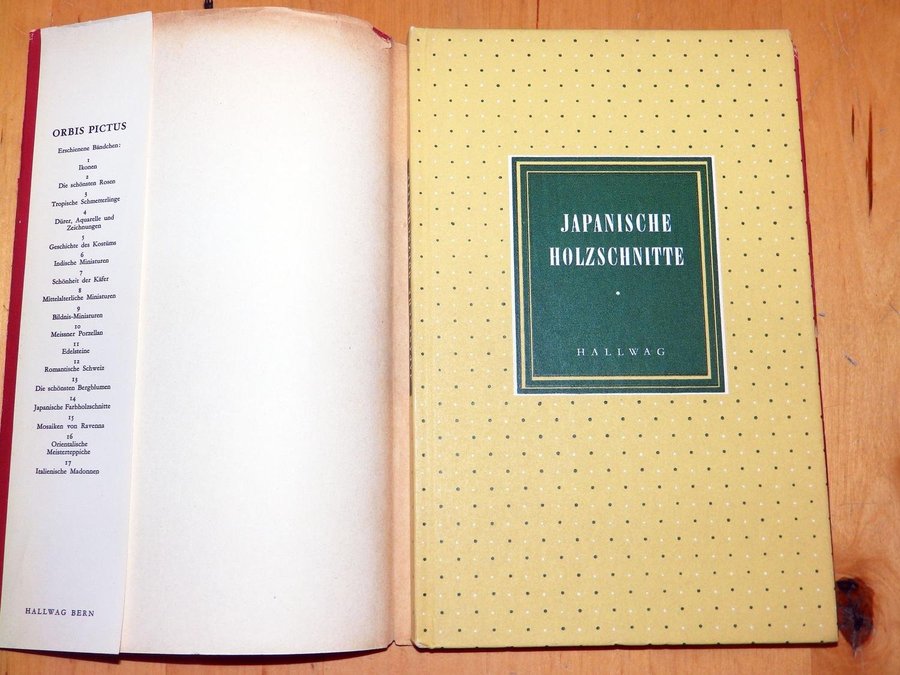 ORBIS PICTUS
Erschienene Bändchen:
1
Ikonen
2
Die schönsten Rosen
3
Tropische Schmetterlinge
4
Dürer, Aquarelle und
Zeichnungen
5
Geschichte des Kostüms
6
Indische Miniaturen
7
Schönheit der Käfer
8
Mittelalterliche Miniaturen
9
Bildnis-Miniaturen
10
Meissner Porzellan
11
Edelsteine
12
Romantische Schweiz
13
Die schönsten Bergblumen
14
Japanische Farbholzschnitte
15
Mosaiken von Ravenna
16
Orientalische
Meisterteppiche
17
Italienische Madonnen
HALLWAG BERN
JAPANISCHE
HOLZSCHNITTE
HALLWAG